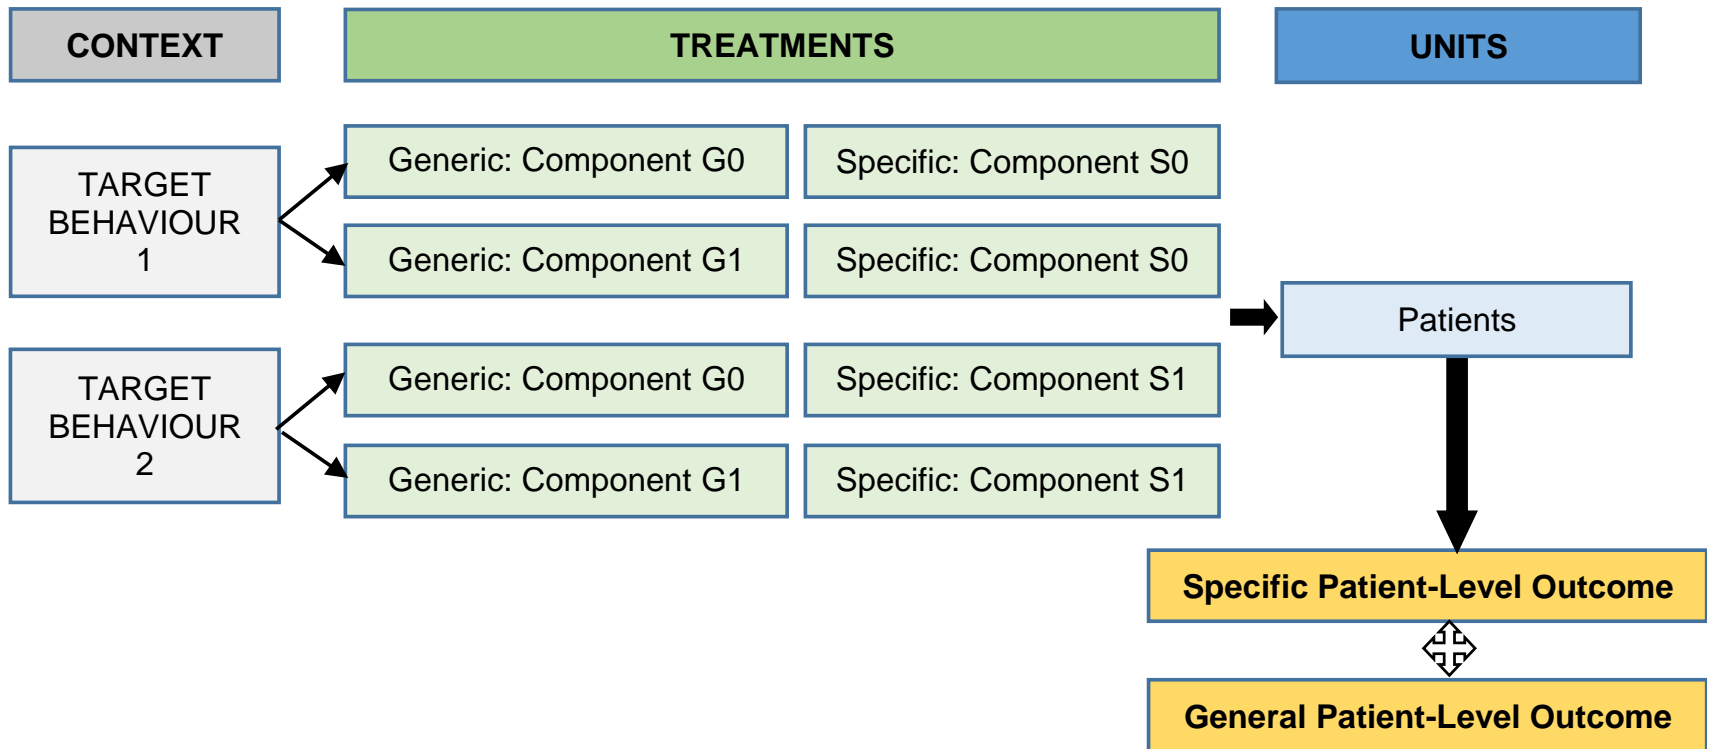 CONTEXT
TREATMENTS
UNITS
TARGET
BEHAVIOUR
1
Generic: Component G0
Specific: Component S0
Generic: Component G1
Specific: Component S0
Patients
TARGET
BEHAVIOUR
2
Generic: Component G0
Specific: Component S1
Generic: Component G1
Specific: Component S1
Specific Patient-Level Outcome
General Patient-Level Outcome